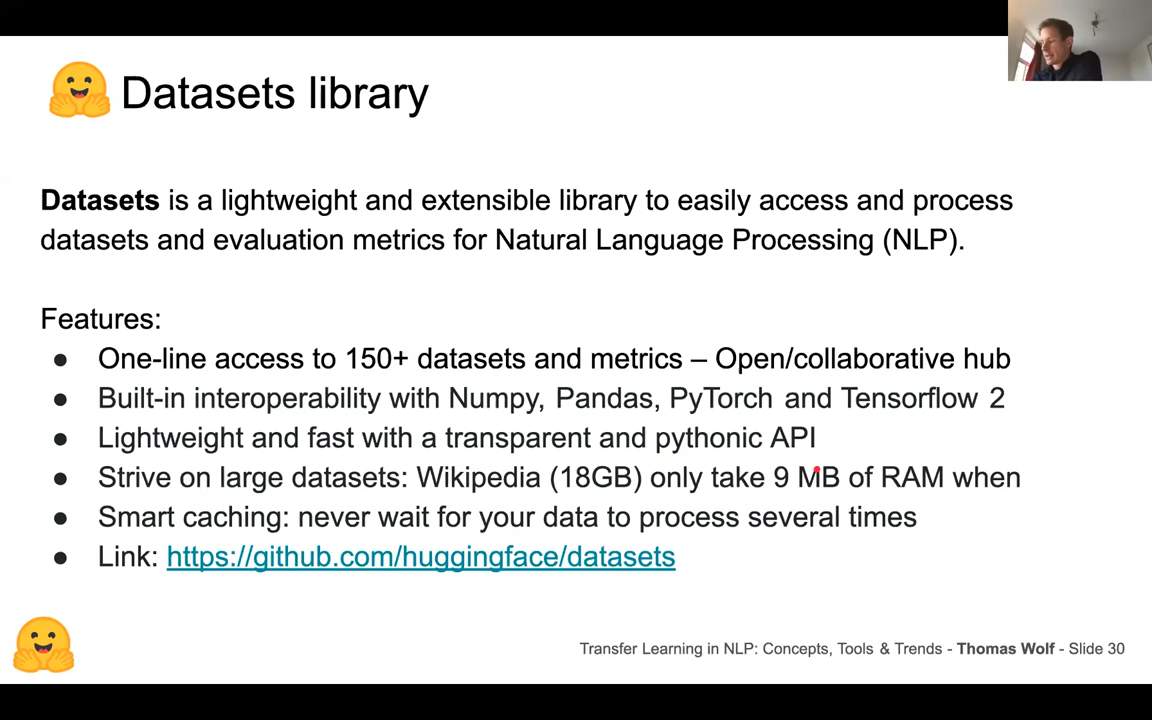 Datasets library
Datasets is a lightweight and extensible library to easily access and process
datasets and evaluation metrics for Natural Language Processing (NLP).
Features:
● One-line access to 150+ datasets and metrics – Open/collaborative hub
● Built-in interoperability with Numpy, Pandas, PyTorch and Tensorflow 2
● Lightweight and fast with a transparent and pythonic API
● Strive on large datasets: Wikipedia (18GB) only take 9 MB of RAM when
● Smart caching: never wait for your data to process several times
● Link: https://github.com/huggingface/datasets
Transfer Learning in NLP: Concepts, Tools & Trends - Thomas Wolf - Slide 30